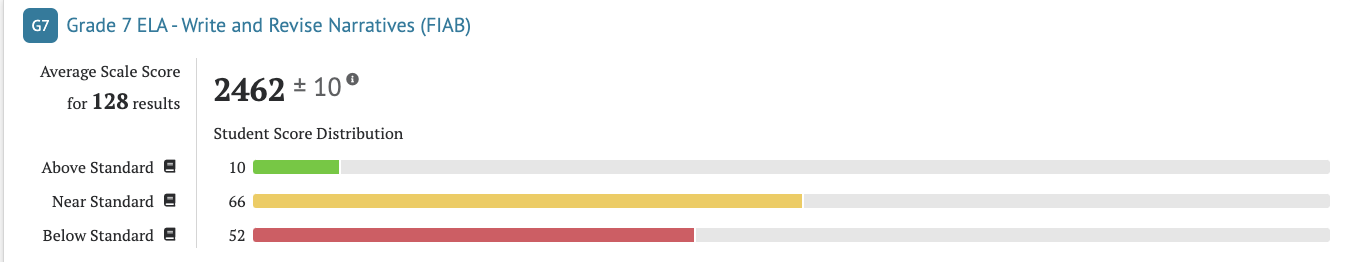 G7 Grade 7 ELA - Write and Revise Narratives (FIAB)
Average Scale Score
for 128 results
2462 ± 10 i
Student Score Distribution
Above Standard 10
Near Standard 66
Below Standard 52